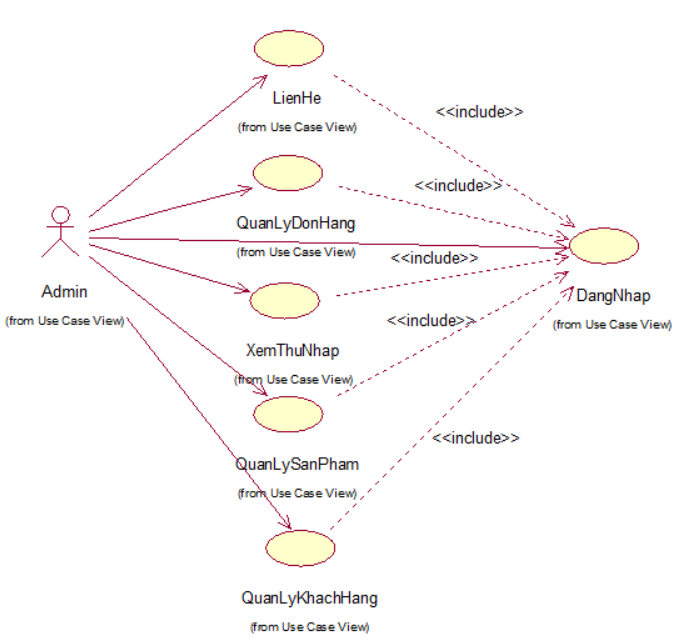 LienHe
(from Use Case View)
<<include>>
<<include>>
QuanLyDonHang
(from Use Case View)
<<include>>
Admin
(from Use Case View)
DangNhap
(from Use Case View)
<<include>>
XemThuNhap
(from Use Case View)
<<include>>
QuanLySanPham
(from Use Case View)
QuanLyKhachHang
(from Use Case View)